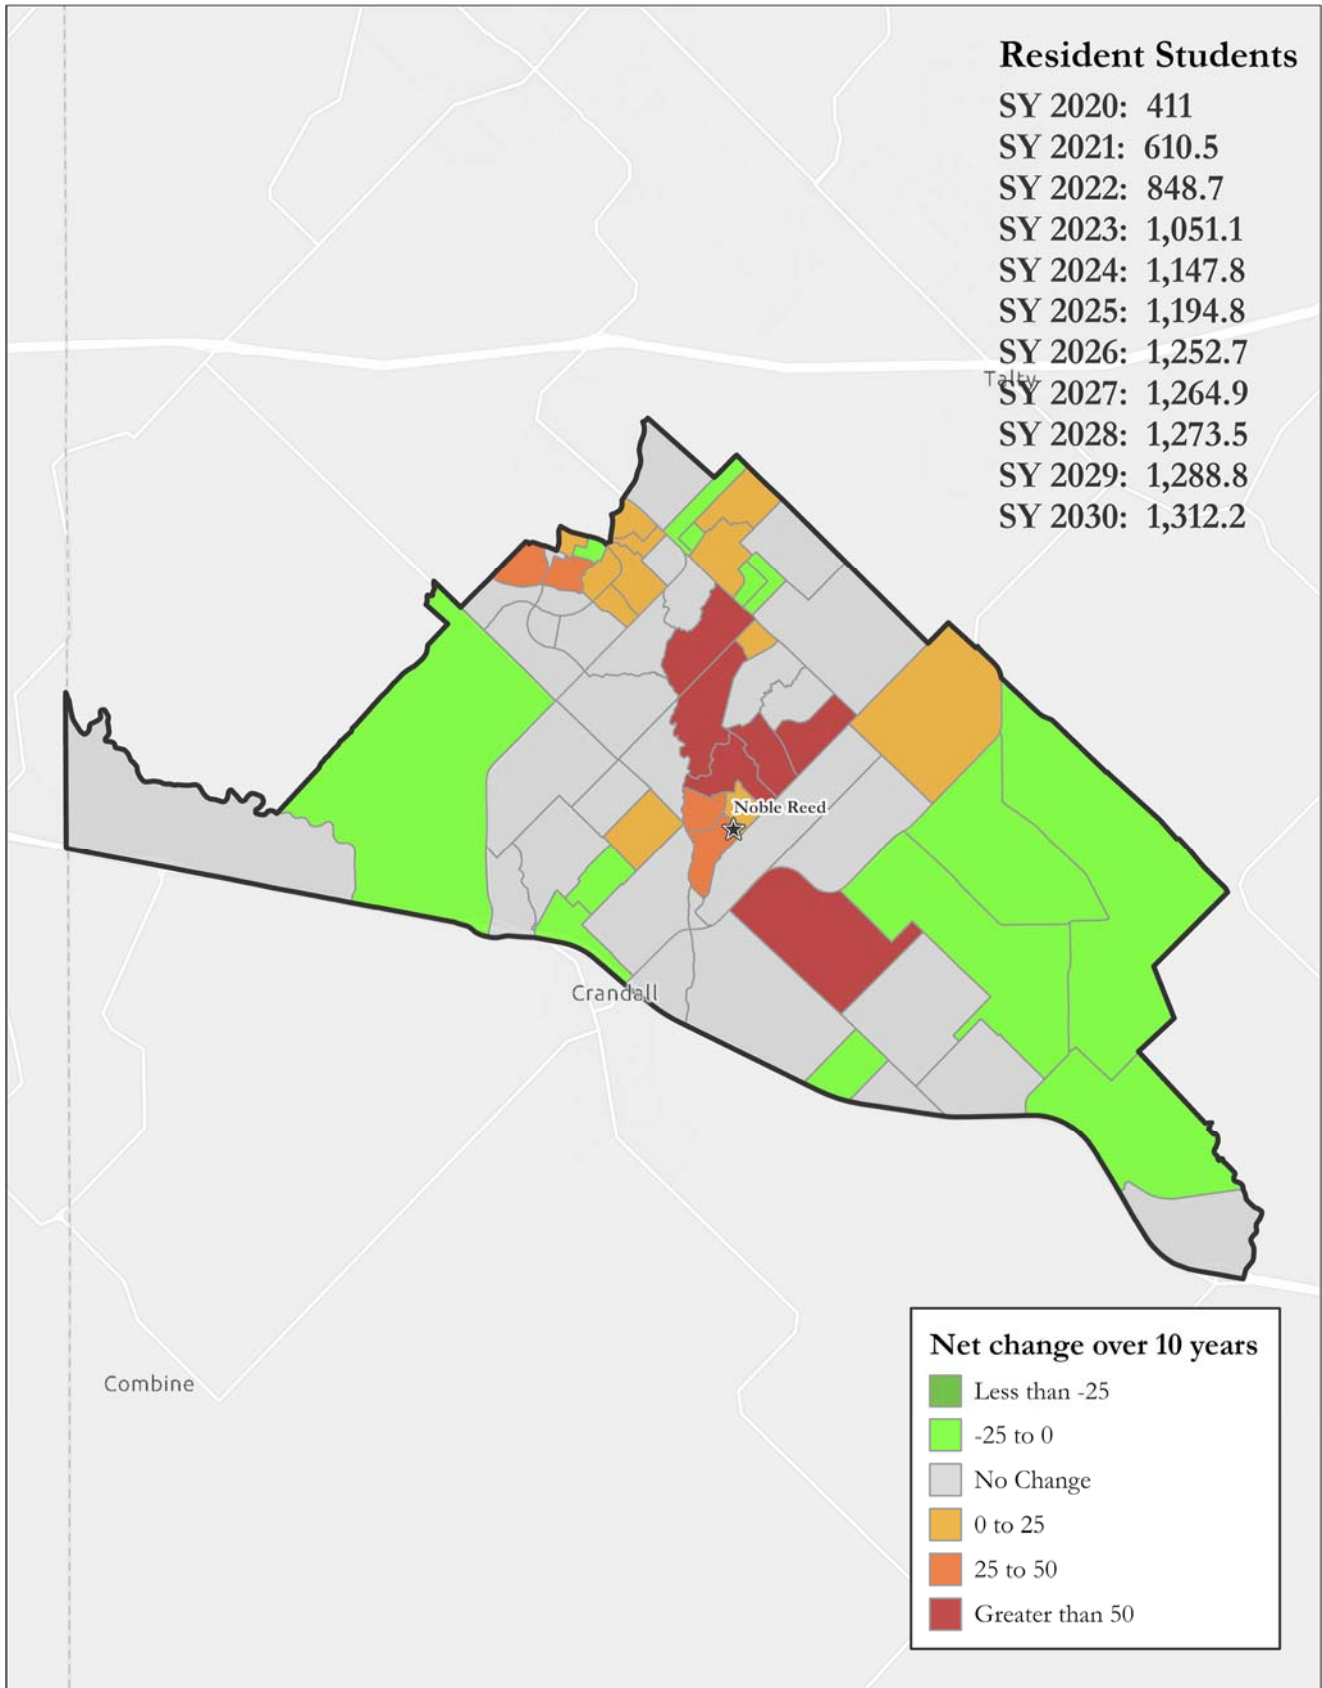 Resident Students
SY 2020: 411
SY 2021: 610.5
SY 2022: 848.7
SY 2023: 1,051.1
SY 2024: 1,147.8
SY 2025: 1,194.8
SY 2026: 1,252.7
Talty
SY 2027: 1,264.9
SY 2028: 1,273.5
SY 2029: 1,288.8
SY 2030: 1,312.2
Noble Reed
Crandall
Combine
Net change over 10 years
Less than -25
-25 to 0
No Change
0 to 25
25 to 50
Greater than 50